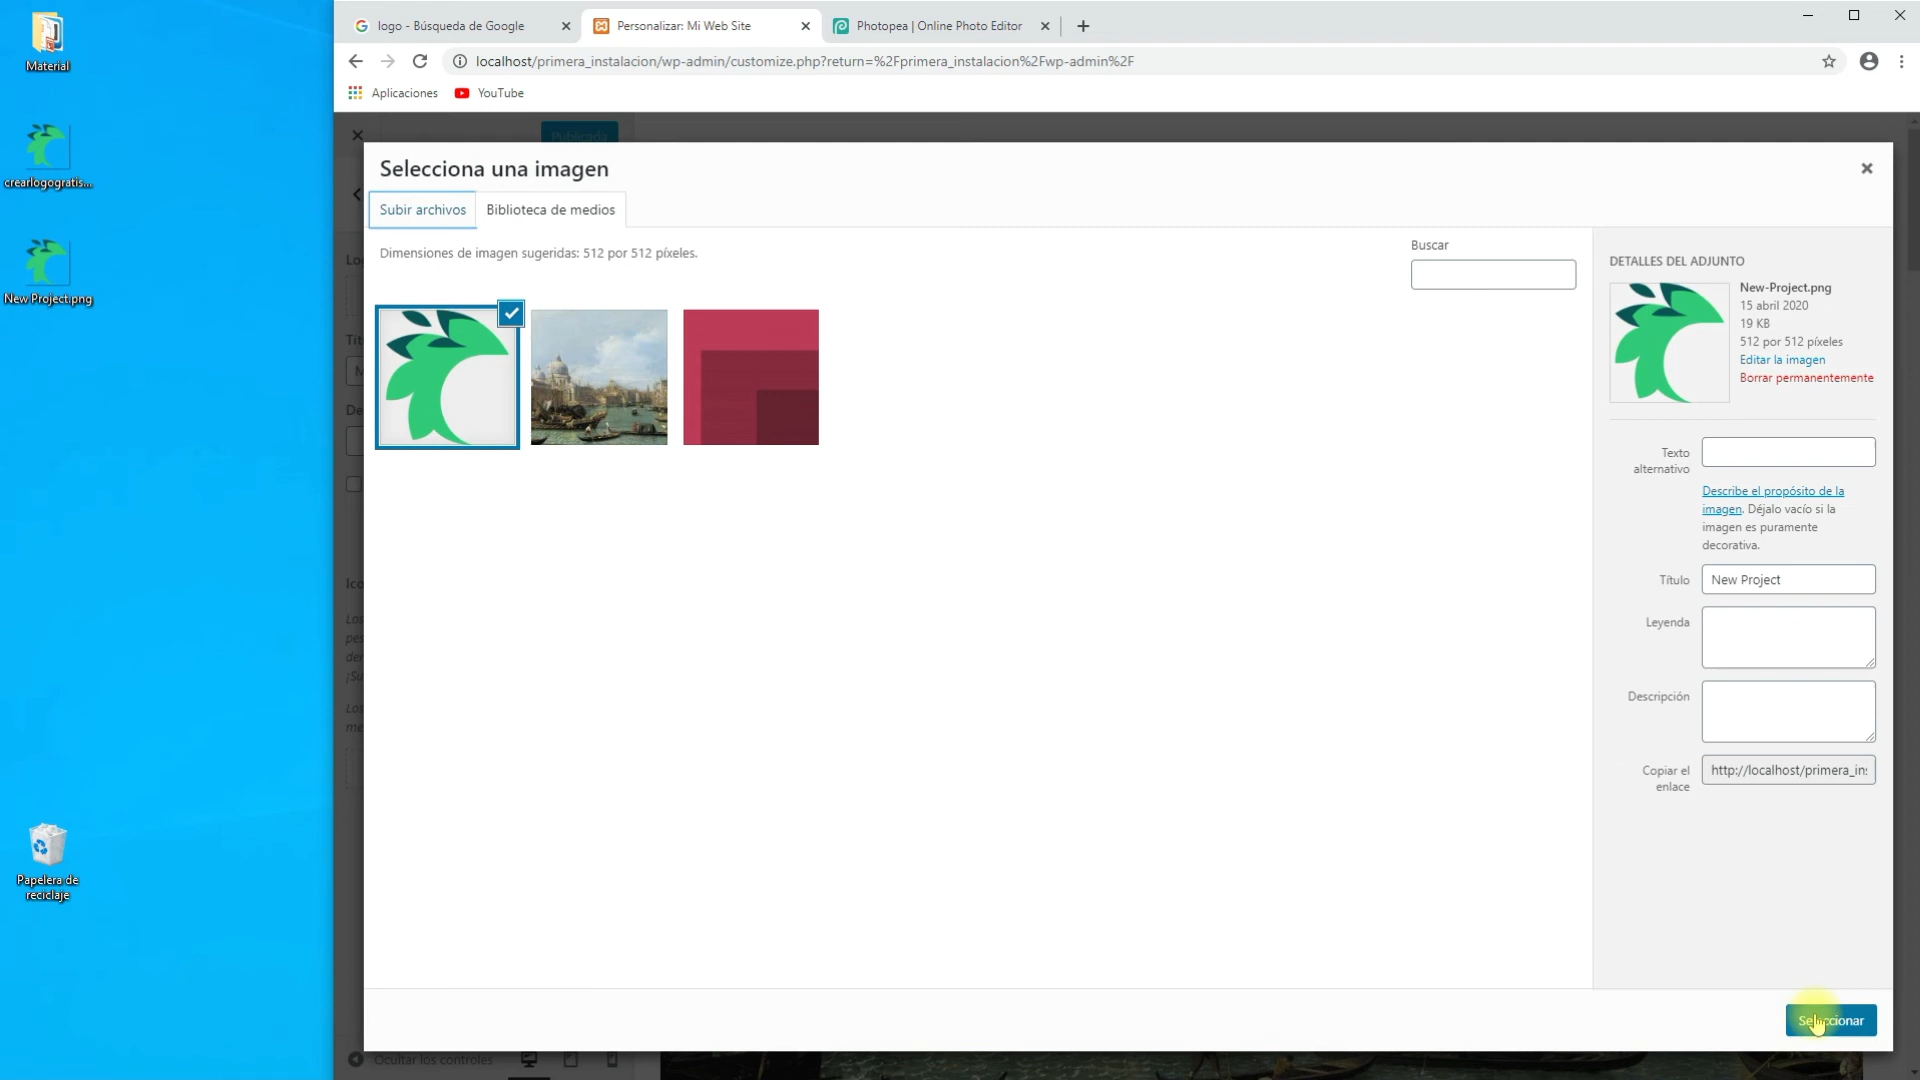 Material
crearlogogratis...
New Project.png
Papelera de
reciclaje
logo - Búsqueda de Google
Personalizar: Mi Web Site
Photopea | Online Photo Editor
localhost/primera_instalacion/wp-admin/customize.php?return=%2Fprimera_instalacion%2Fwp-admin%2F
Aplicaciones
YouTube
Publicada
Selecciona una imagen
Subir archivos
Biblioteca de medios
Dimensiones de imagen sugeridas: 512 por 512 píxeles.
Buscar
DETALLES DEL ADJUNTO
New-Project.png
15 abril 2020
19 KB
512 por 512 píxeles
Editar la imagen
Borrar permanentemente
Texto
alternativo
Describe el propósito de la
imagen. Déjalo vacío si la
imagen es puramente
decorativa.
Título
New Project
Leyenda
Descripción
Copiar el
enlace
http://localhost/primera_in
Seleccionar
Ocultar los controles